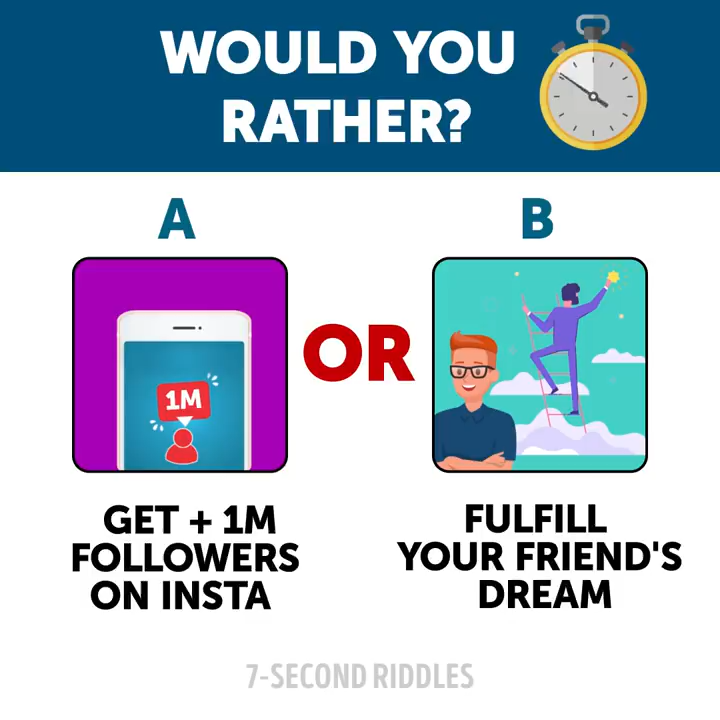 WOULD YOU
RATHER?
A
B
1M
OR
GET + 1M
FOLLOWERS
ON INSTA
FULFILL
YOUR FRIEND'S
DREAM
7-SECOND RIDDLES